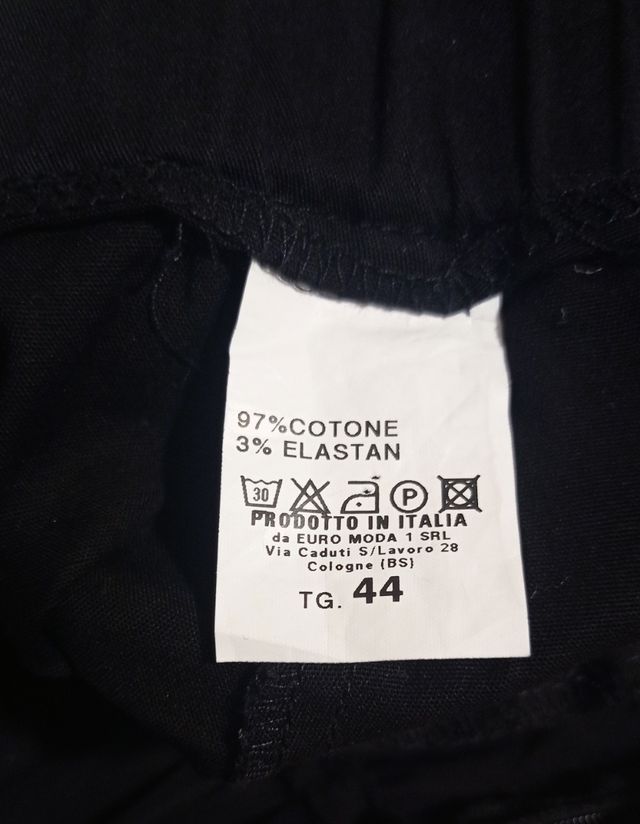 97%COTONE
3% ELASTAN
30 P
PRODOTTO IN ITALIA
da EURO MODA 1 SRL
Via Caduti S/Lavoro 28
Cologne (BS)
TG. 44